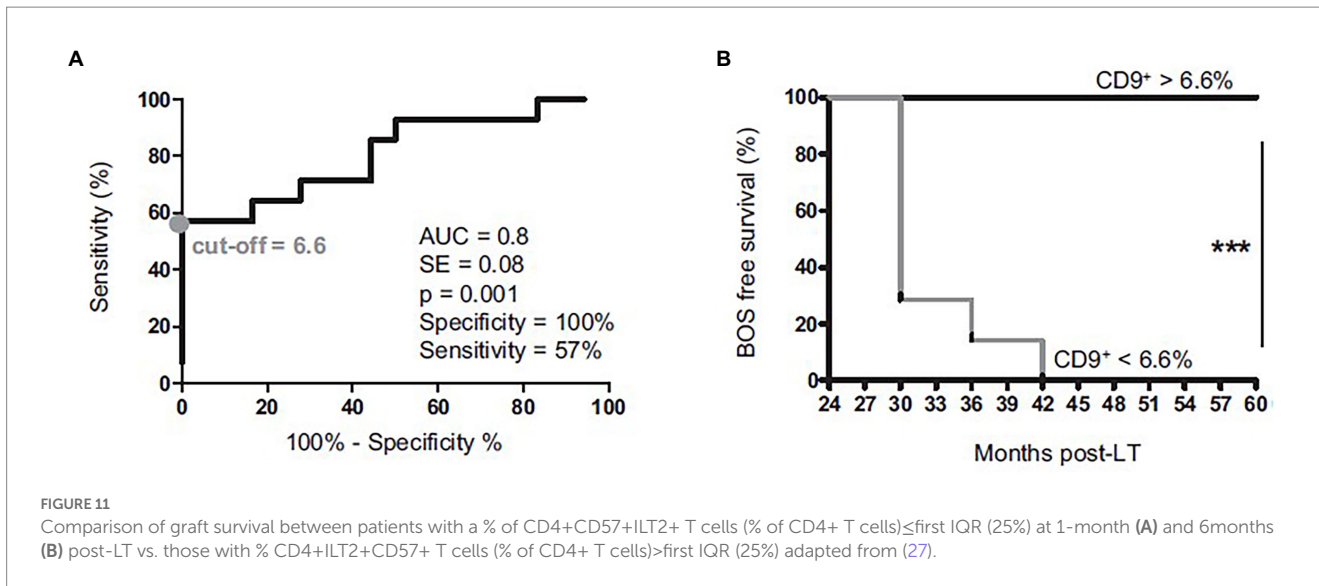 A
100
80
60
40
20
0
Sensitivity (%)
cut-off = 6.6
AUC = 0.8
SE = 0.08
p = 0.001
Specificity = 100%
Sensitivity = 57%
0 20 40 60 80 100
100% - Specificity %
B
CD9+ > 6.6%
100
80
60
40
20
0
BOS free survival (%)
***
CD9+ < 6.6%
24 27 30 33 36 39 42 45 48 51 54 57 60
Months post-LT
FIGURE 11
Comparison of graft survival between patients with a % of CD4+CD57+ILT2+ T cells (% of CD4+ T cells)≤first IQR (25%) at 1-month (A) and 6months
(B) post-LT vs. those with % CD4+ILT2+CD57+ T cells (% of CD4+ T cells)>first IQR (25%) adapted from (27).